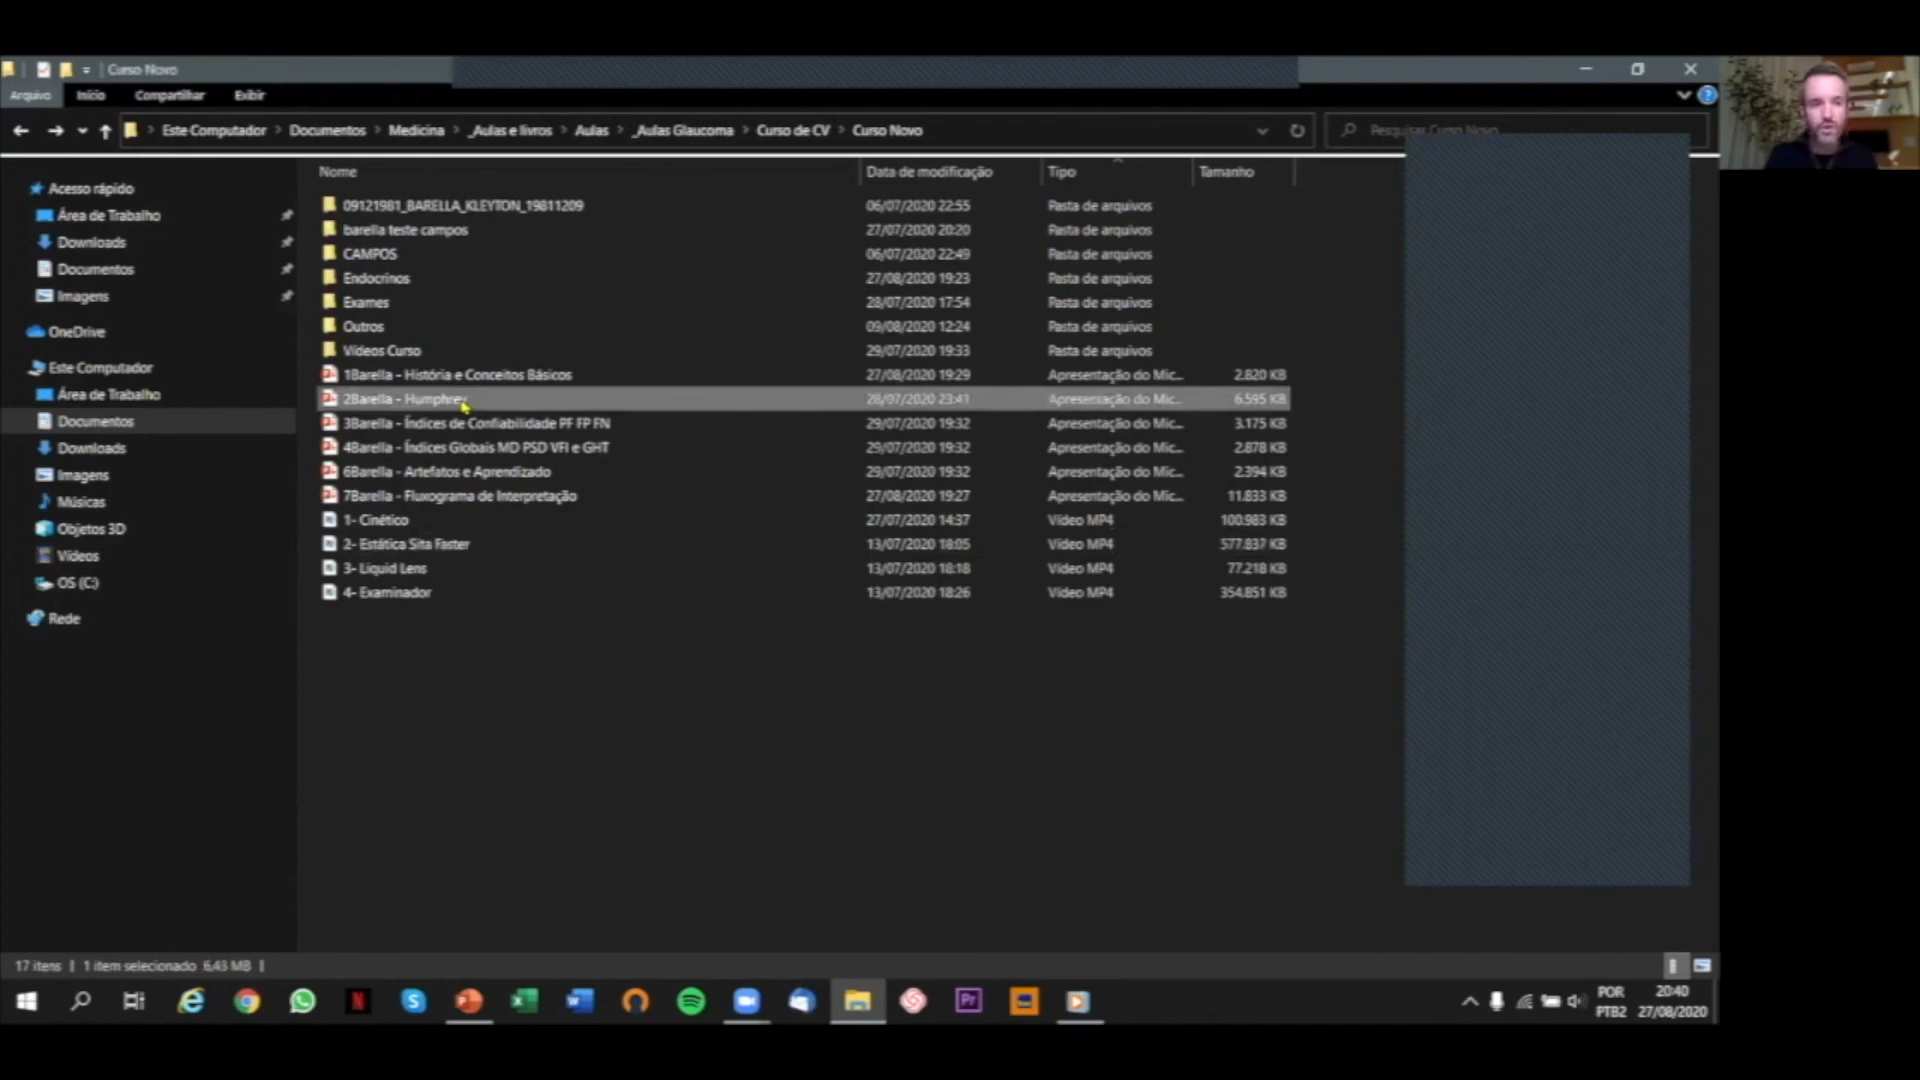 Curso Novo
Arquivo Início Compartilhar Exibir
Este Computador Documentos Medicina _Aulas e livros Aulas _Aulas Glaucoma Curso de CV Curso Novo Pesquisar Curso Novo
Nome Data de modificação Tipo Tamanho
Acesso rápido
Área de Trabalho
Downloads
Documentos
Imagens
OneDrive
Este Computador
Área de Trabalho
Documentos
Downloads
Imagens
Músicas
Objetos 3D
Vídeos
OS (C:)
Rede
09121981_BARELLA_KLEYTON_19811209 06/07/2020 22:55 Pasta de arquivos
barella teste campos 27/07/2020 20:20 Pasta de arquivos
CAMPOS 06/07/2020 22:49 Pasta de arquivos
Endocrinos 27/08/2020 19:23 Pasta de arquivos
Exames 28/07/2020 17:54 Pasta de arquivos
Outros 09/08/2020 12:24 Pasta de arquivos
Vídeos Curso 29/07/2020 19:33 Pasta de arquivos
1Barella - História e Conceitos Básicos 27/08/2020 19:29 Apresentação do Mic... 2.820 KB
2Barella - Humphrey 28/07/2020 23:41 Apresentação do Mic... 6.595 KB
3Barella - Índices de Confiabilidade PF FP FN 29/07/2020 19:32 Apresentação do Mic... 3.175 KB
4Barella - Índices Globais MD PSD VFI e GHT 29/07/2020 19:32 Apresentação do Mic... 2.878 KB
6Barella - Artefatos e Aprendizado 29/07/2020 19:32 Apresentação do Mic... 2.394 KB
7Barella - Fluxograma de Interpretação 27/08/2020 19:27 Apresentação do Mic... 11.833 KB
1- Cinético 27/07/2020 14:37 Vídeo MP4 100.983 KB
2- Estática Sita Faster 13/07/2020 18:05 Vídeo MP4 577.837 KB
3- Liquid Lens 13/07/2020 18:18 Vídeo MP4 77.218 KB
4- Examinador 13/07/2020 18:26 Vídeo MP4 354.851 KB
17 itens 1 item selecionado 6,43 MB
POR 20:40
PTB2 27/08/2020